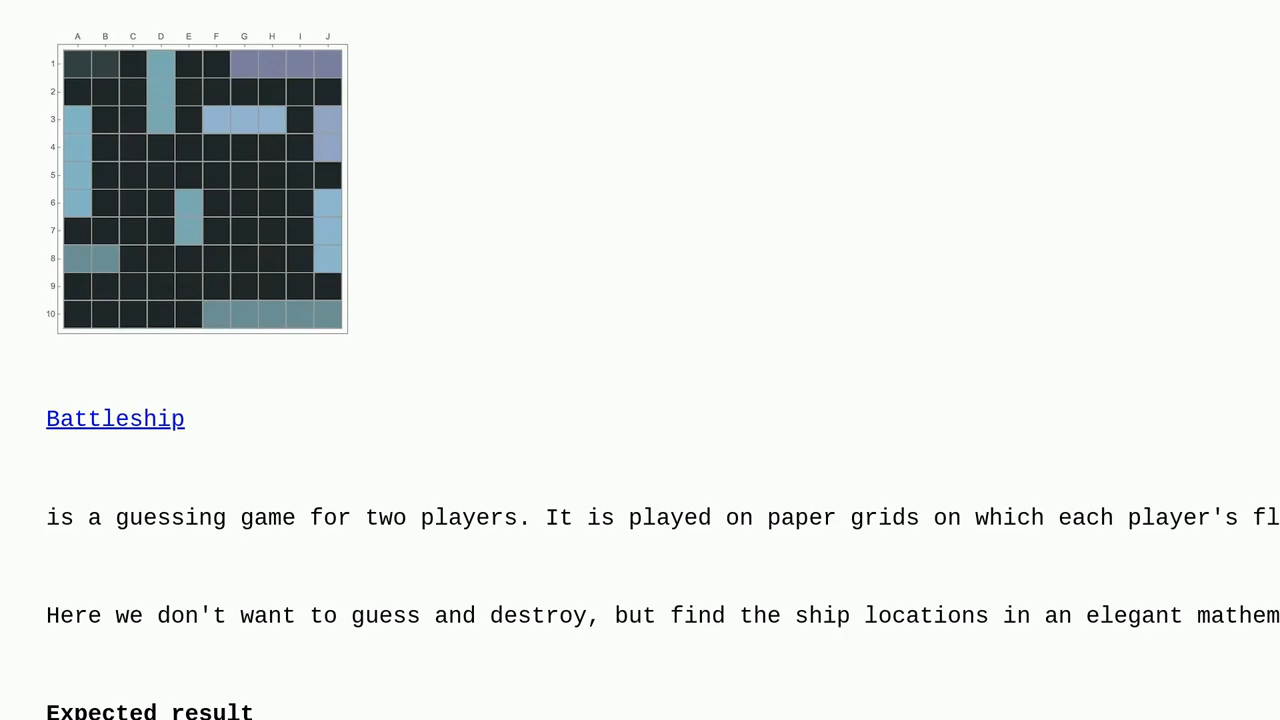 A B C D E F G H I J
1
2
3
4
5
6
7
8
9
10
Battleship
is a guessing game for two players. It is played on paper grids on which each player's fl
Here we don't want to guess and destroy, but find the ship locations in an elegant mathem
Expected result